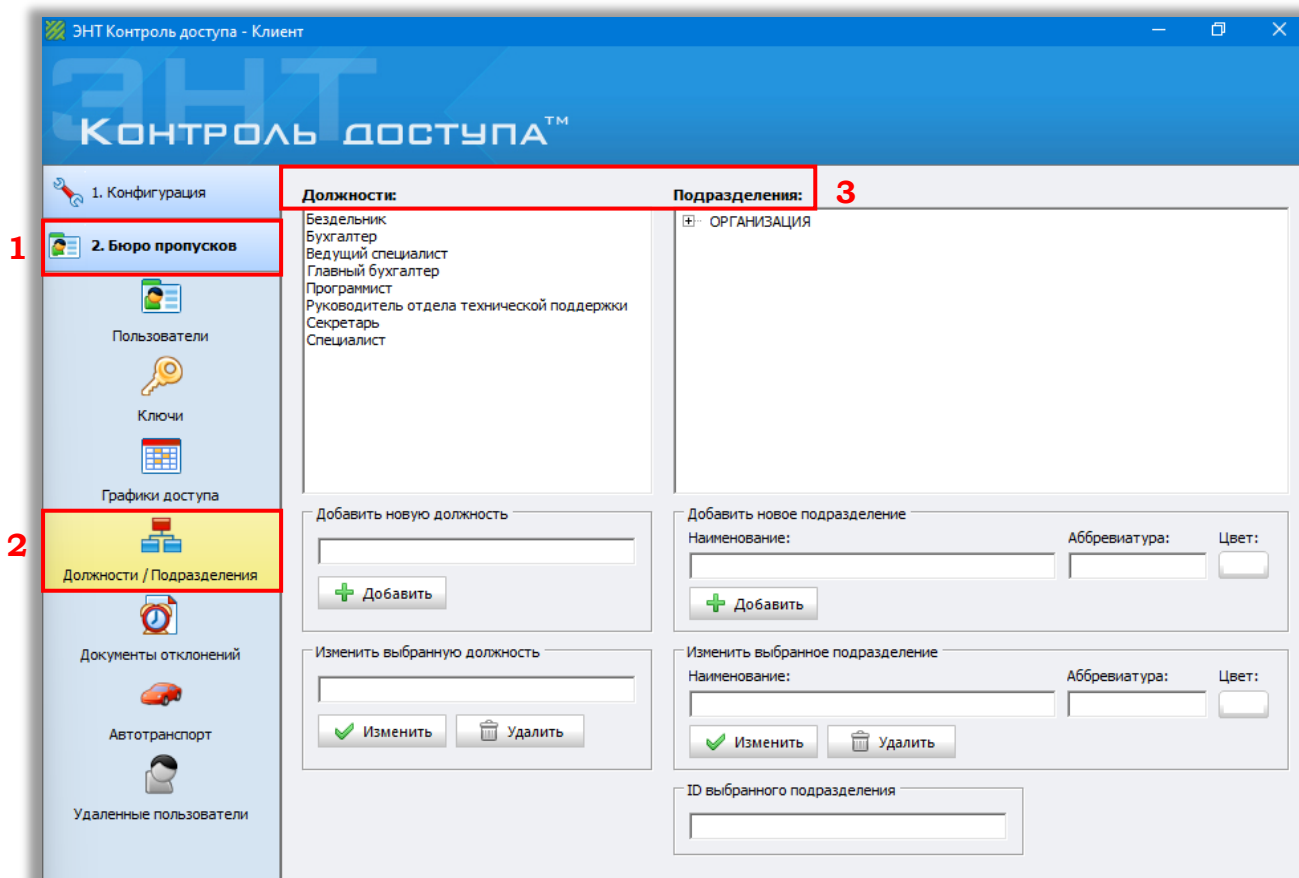 ЭНТ Контроль доступа - Клиент
ЭНТ
Контроль доступа™
1. Конфигурация
1
2. Бюро пропусков
Пользователи
Ключи
Графики доступа
2
Должности / Подразделения
Документы отклонений
Автотранспорт
Удаленные пользователи
Должности:
Подразделения:
3
Бездельник
Бухгалтер
Ведущий специалист
Главный бухгалтер
Программист
Руководитель отдела технической поддержки
Секретарь
Специалист
ОРГАНИЗАЦИЯ
Добавить новую должность
Добавить
Изменить выбранную должность
Изменить
Удалить
Добавить новое подразделение
Наименование:
Аббревиатура:
Цвет:
Добавить
Изменить выбранное подразделение
Наименование:
Аббревиатура:
Цвет:
Изменить
Удалить
ID выбранного подразделения